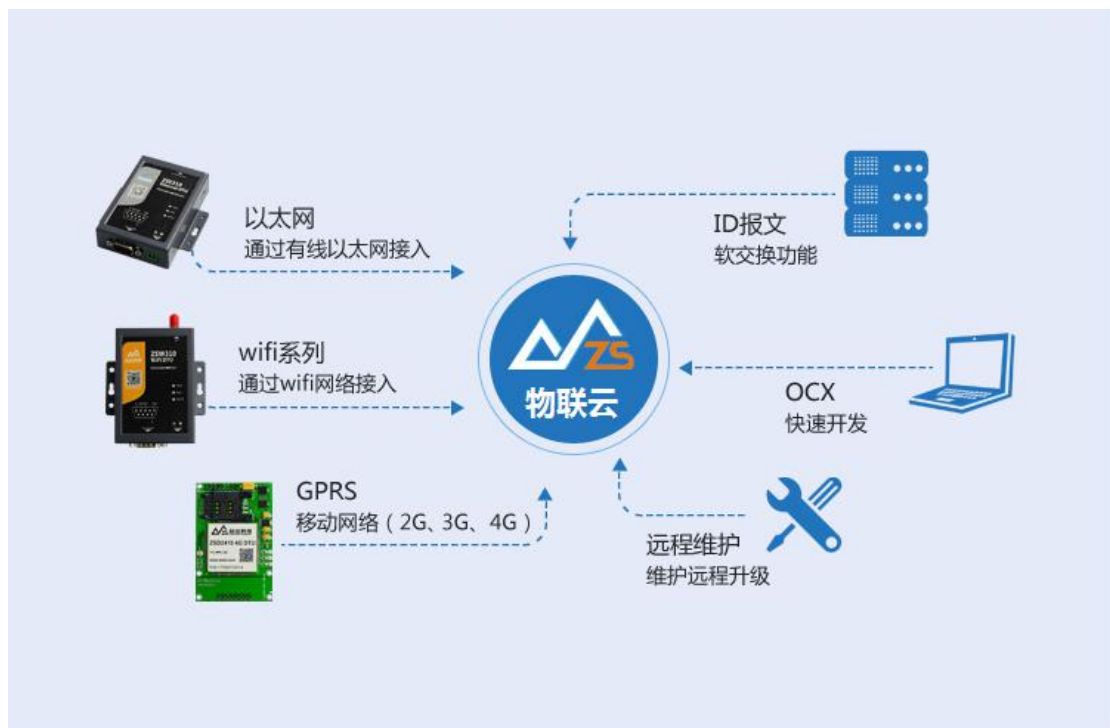 以太网
通过有线以太网接入
wifi系列
通过wifi网络接入
GPRS
移动网络（2G、3G、4G）
ZS
物联云
ID报文
软交换功能
OCX
快速开发
远程维护
维护远程升级
ZSW310
WIFI DTU